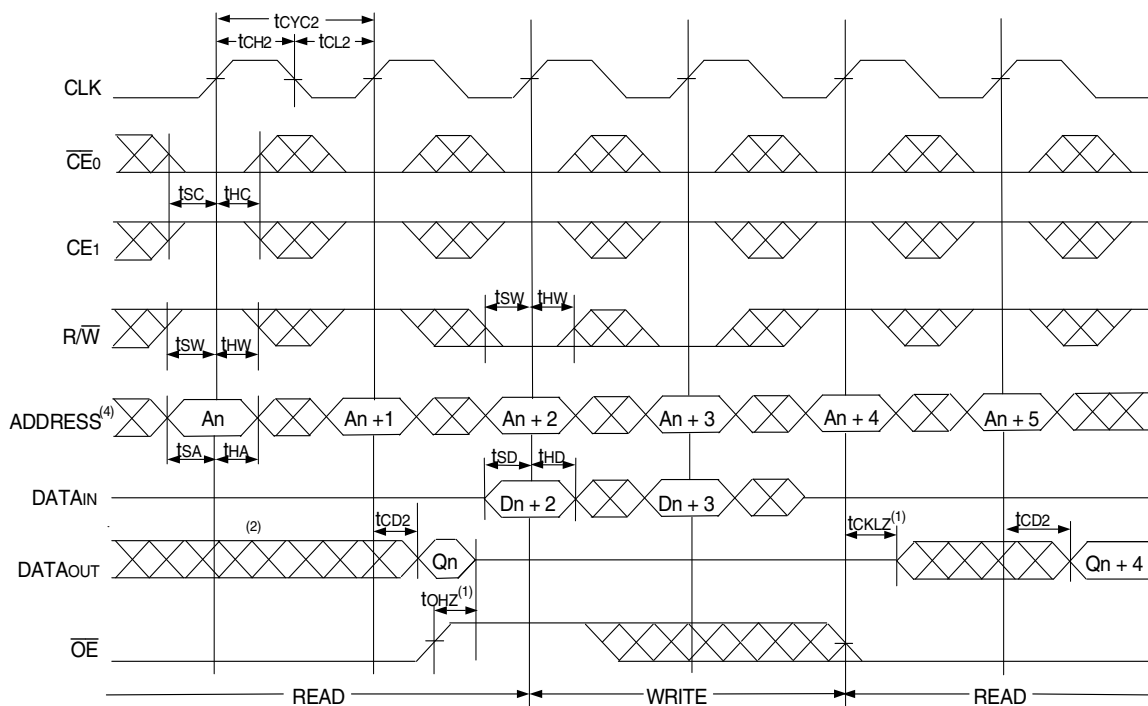 tCYC2
tCH2 tCL2
CLK
CE0
tSC tHC
CE1
tSW tHW
R/W
tSW tHW
ADDRESS(4) An An + 1 An + 2 An + 3 An + 4 An + 5
tSA tHA
tSD tHD
DATAIN Dn + 2 Dn + 3
(2) tCD2 tCKLZ(1) tCD2
DATAOUT Qn Qn + 4
tOHZ(1)
OE
READ WRITE READ